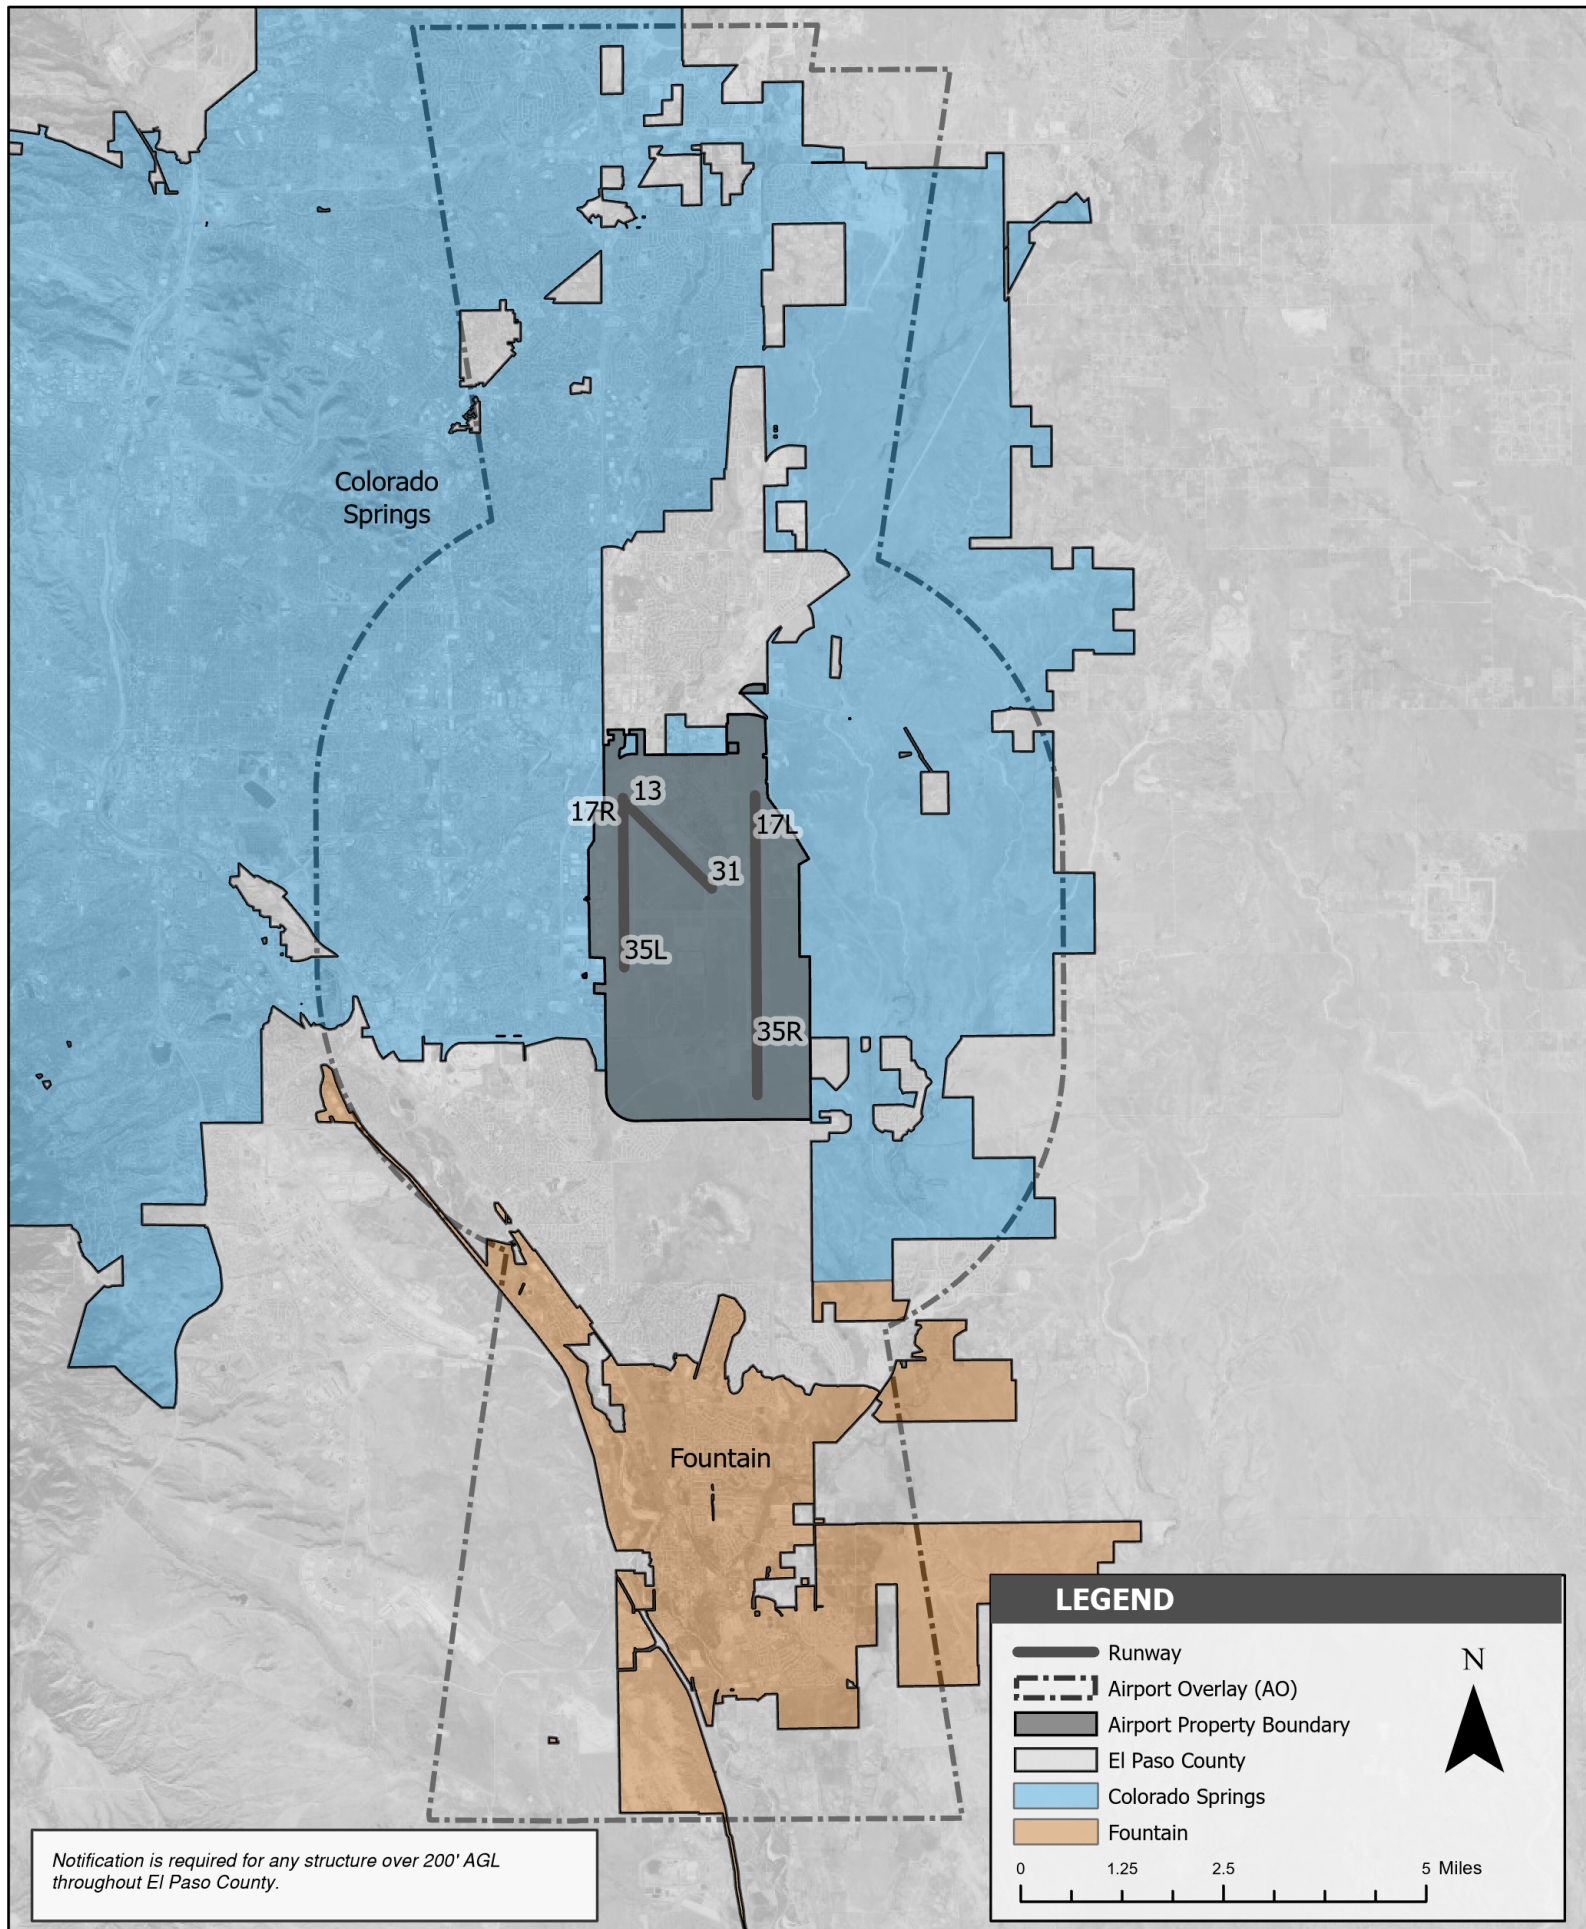 Colorado
Springs
13
17R
17L
31
35L
35R
Fountain
LEGEND
Runway
Airport Overlay (AO)
Airport Property Boundary
El Paso County
Colorado Springs
Fountain
N
0 1.25 2.5 5 Miles
Notification is required for any structure over 200' AGL
throughout El Paso County.